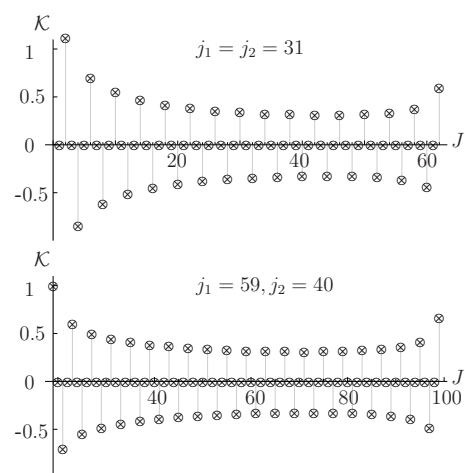 𝒦
1
j₁ = j₂ = 31
0.5
0
20
40
60
J
-0.5
𝒦
1
j₁ = 59, j₂ = 40
0.5
0
40
60
80
100
J
-0.5